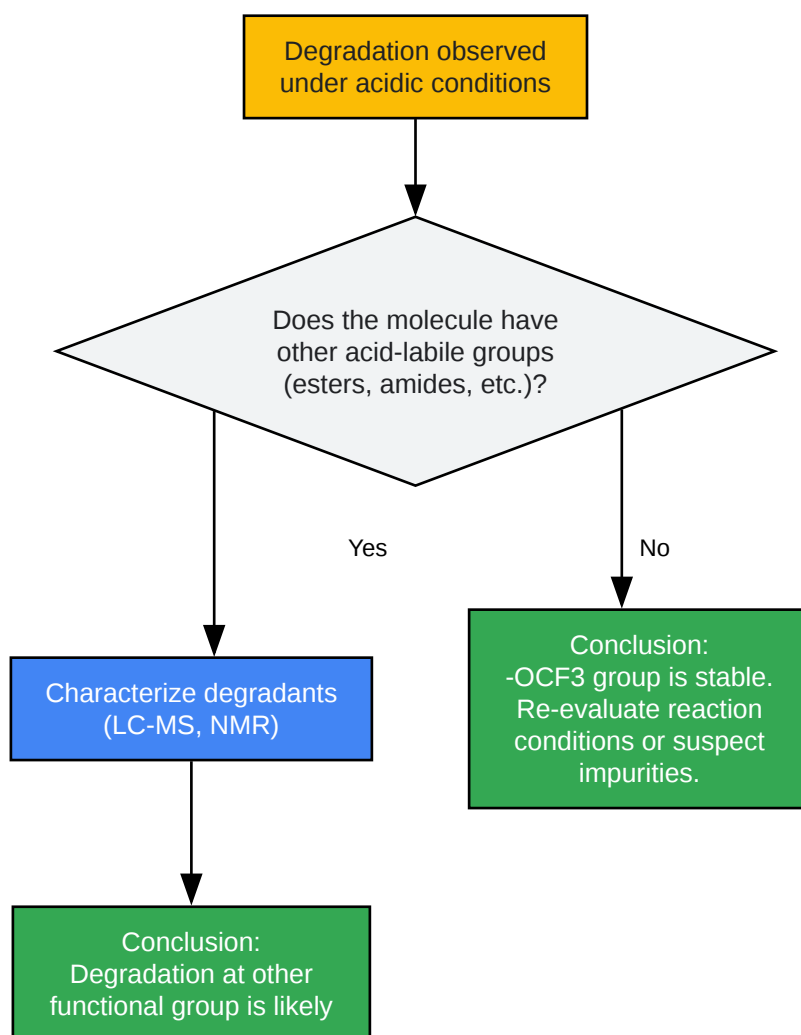 Degradation observed
under acidic conditions
Does the molecule have
other acid-labile groups
(esters, amides, etc.)?
Yes
No
Characterize degradants
(LC-MS, NMR)
Conclusion:
-OCF3 group is stable.
Re-evaluate reaction
conditions or suspect
impurities.
Conclusion:
Degradation at other
functional group is likely